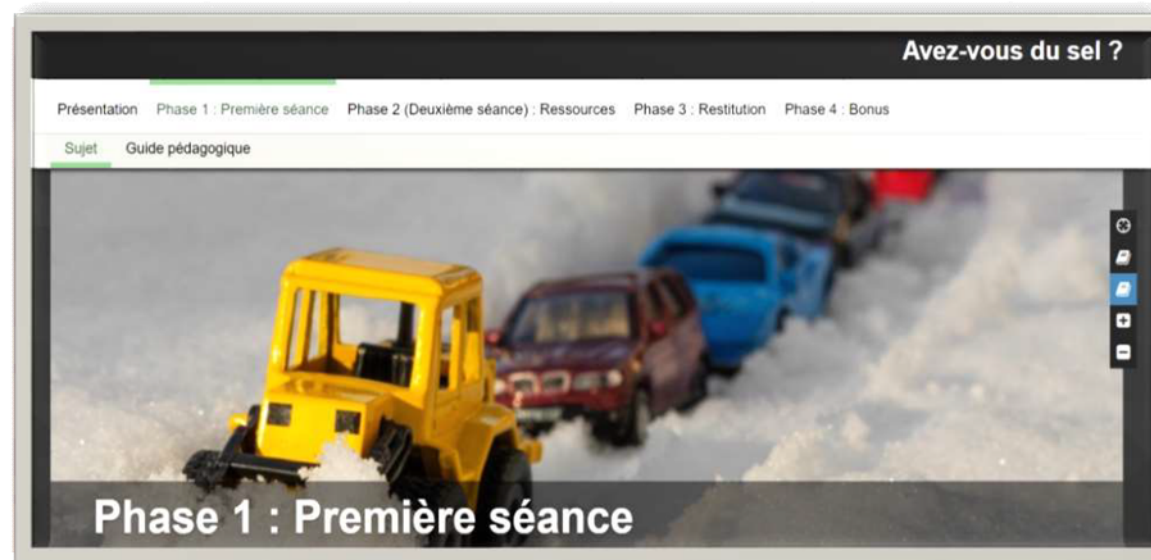 Avez-vous du sel ?
Présentation Phase 1 : Première séance Phase 2 (Deuxième séance) : Ressources Phase 3 : Restitution Phase 4 : Bonus
Sujet Guide pédagogique
Phase 1 : Première séance